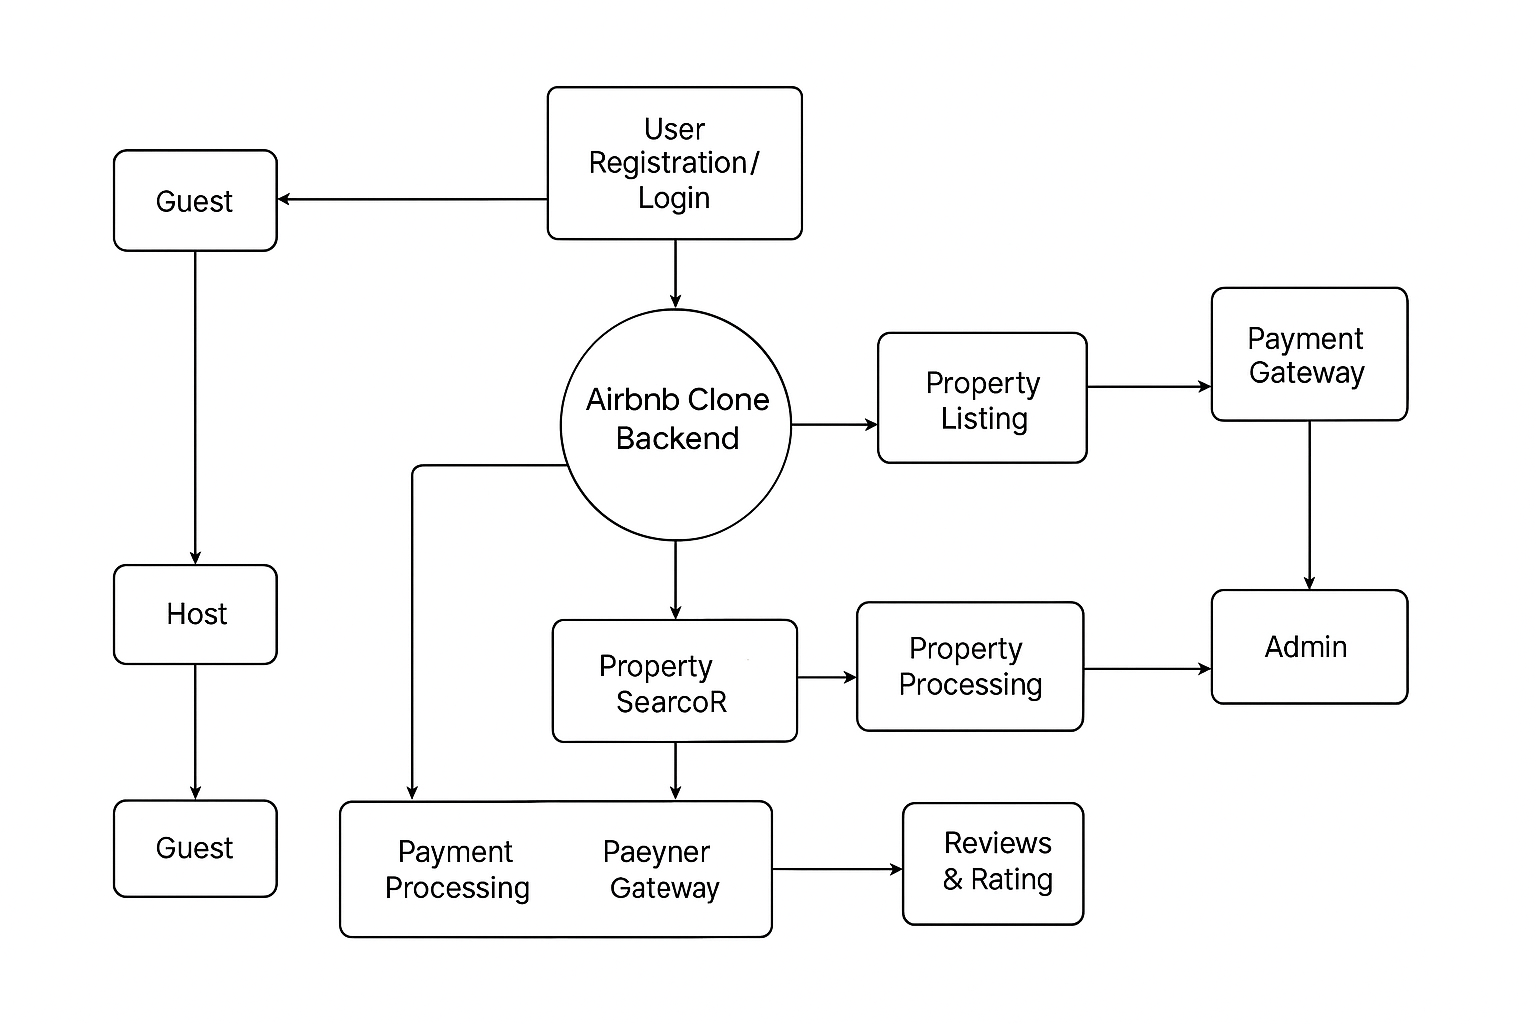 User
Registration/
Login
Guest
Airbnb Clone
Backend
Property
Listing
Payment
Gateway
Host
Property
SearcoR
Property
Processing
Admin
Guest
Payment
Processing
Paeyner
Gateway
Reviews
& Rating